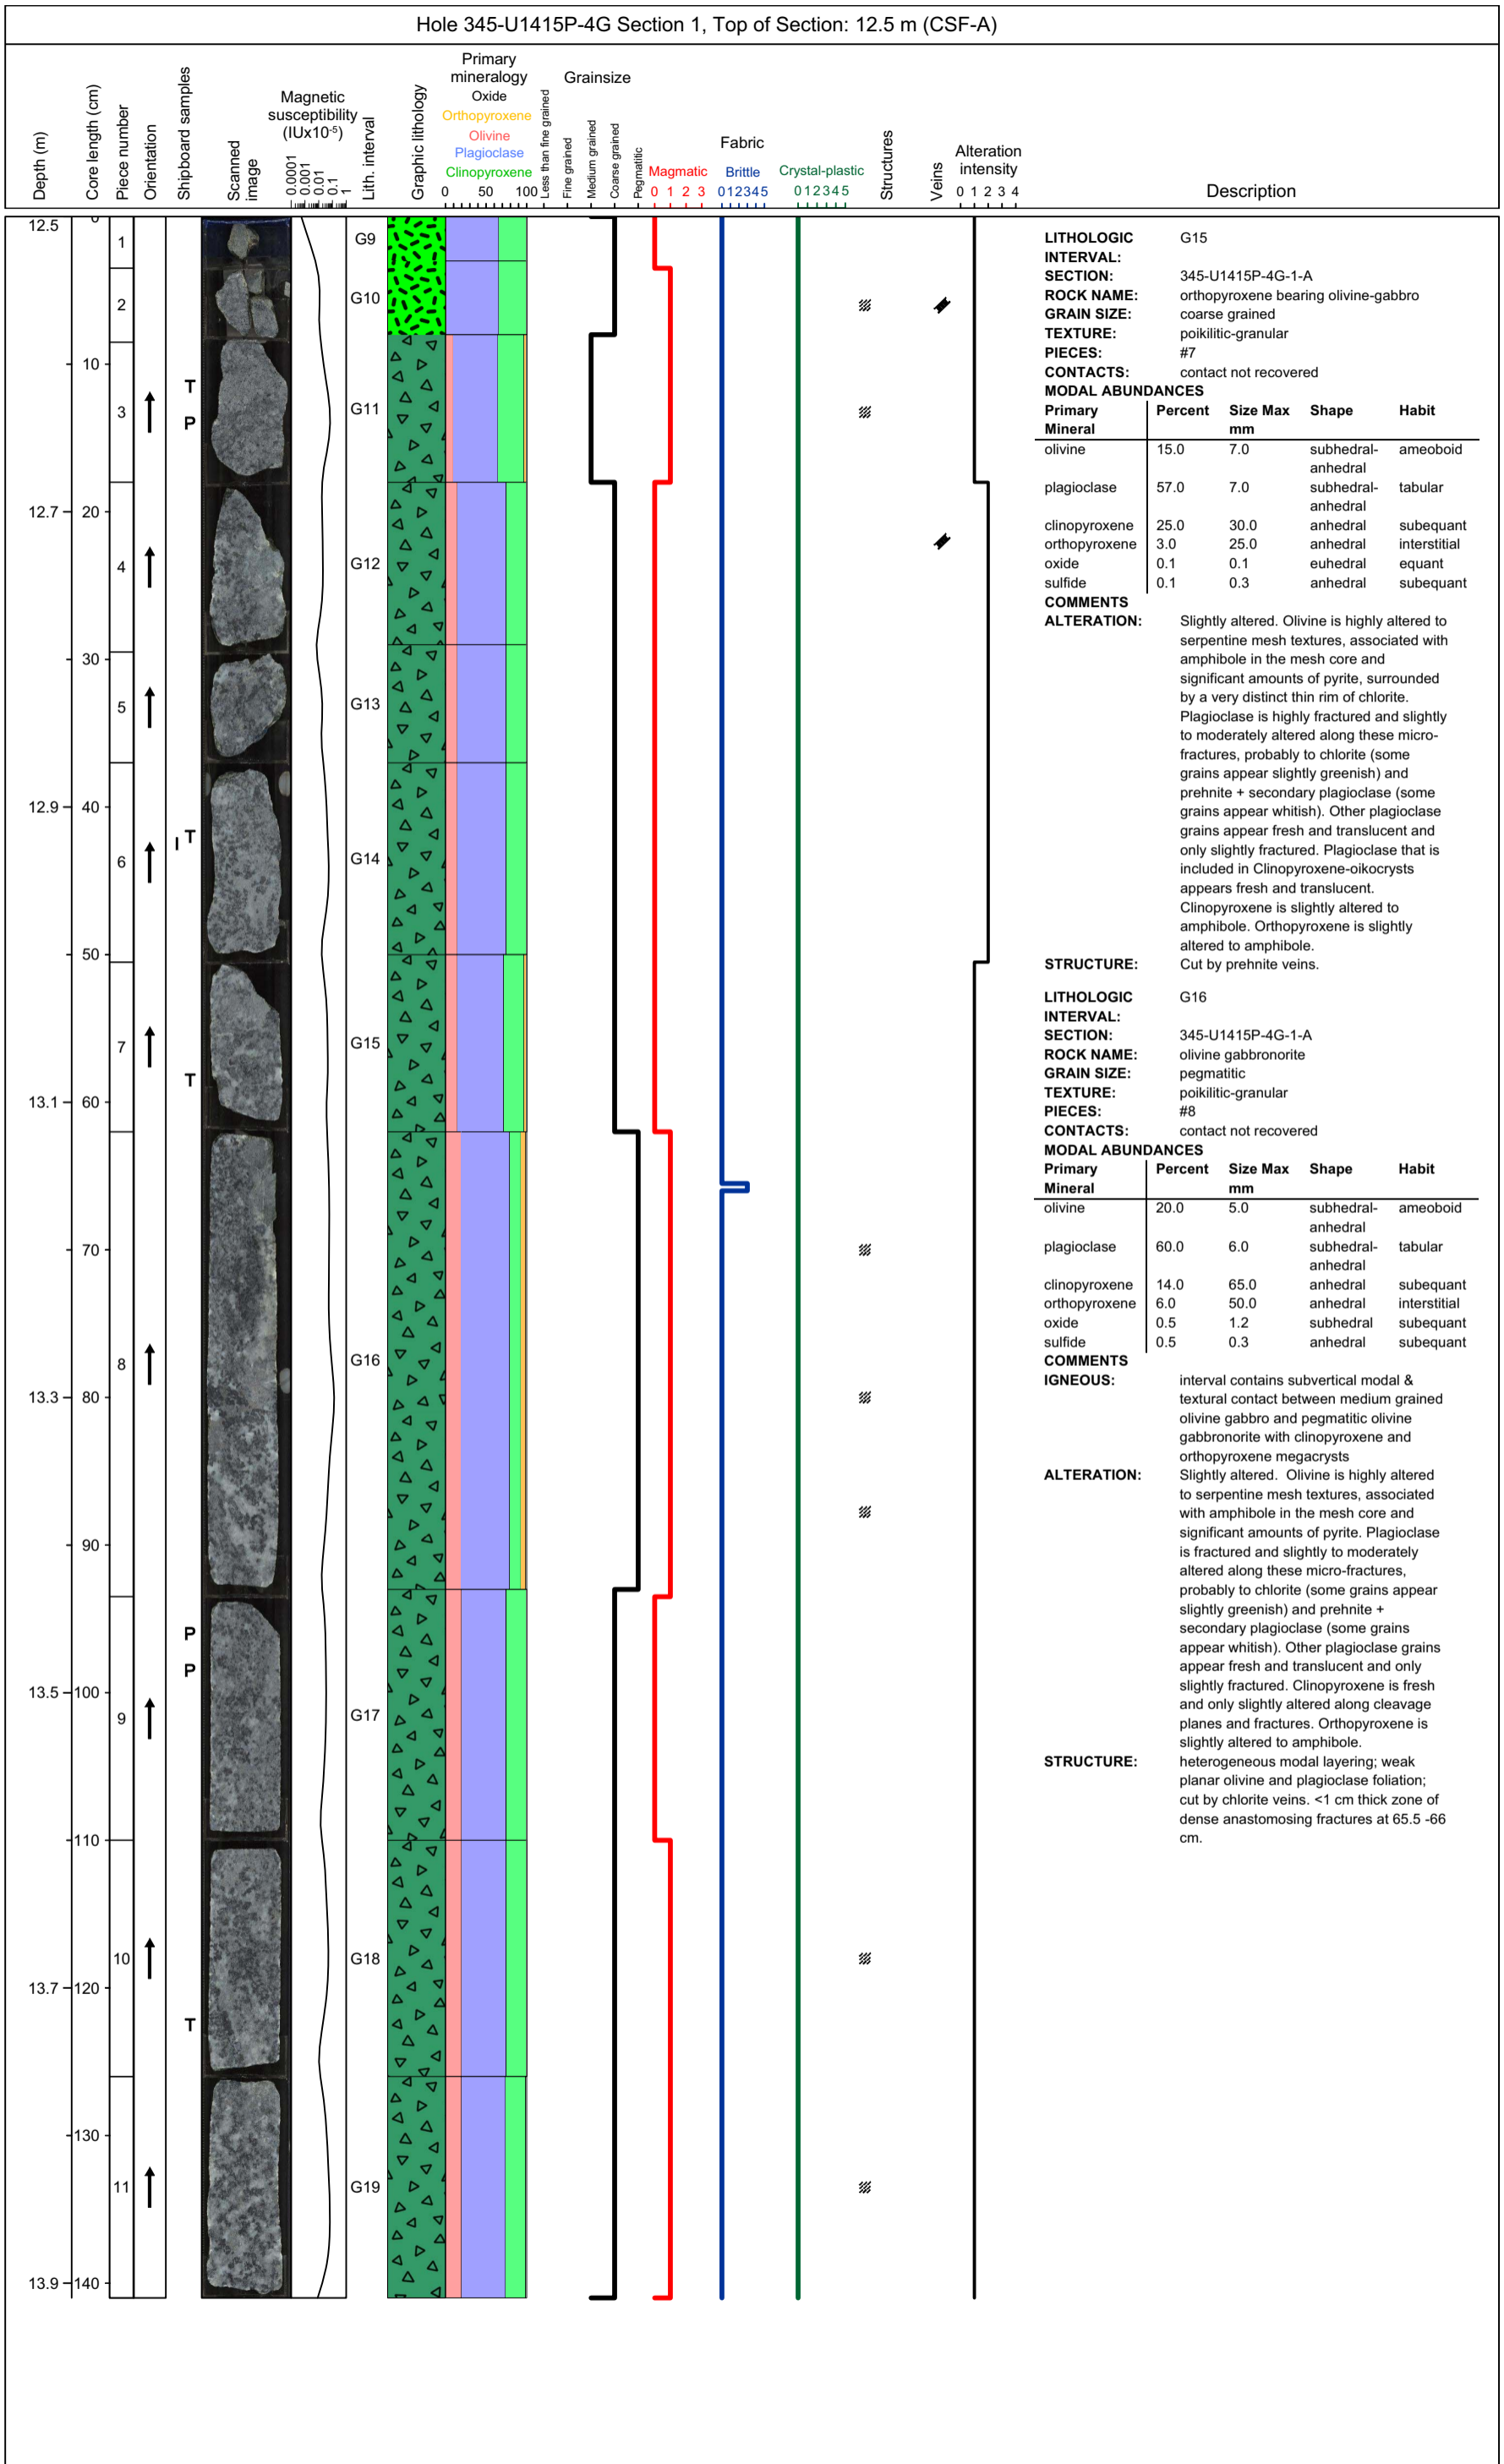 Hole 345-U1415P-4G Section 1, Top of Section: 12.5 m (CSF-A)
Depth (m)
Core length (cm)
Piece number
Orientation
Shipboard samples
Scanned
image
Magnetic
susceptibility
(IUx10-5)
0.0001
0.001
0.01
0.1
1
Lith. interval
Graphic lithology
Primary
mineralogy
Oxide
Orthopyroxene
Olivine
Plagioclase
Clinopyroxene
0 50 100
Grainsize
Less than fine grained
Fine grained
Medium grained
Coarse grained
Pegmatitic
Fabric
Magmatic
0 1 2 3
Brittle
0 1 2 3 4 5
Crystal-plastic
0 1 2 3 4 5
Structures
Veins
Alteration
intensity
0 1 2 3 4
Description
12.5 0
1 G9
2 G10
10
T
3 G11
P
12.7 20
4 G12
30
5 G13
12.9 40
I T
6 G14
50
7 G15
T
13.1 60
70
8 G16
13.3 80
90
P
P
13.5 100
9 G17
110
10 G18
13.7 120
T
130
11 G19
13.9 140
LITHOLOGIC G15
INTERVAL:
SECTION: 345-U1415P-4G-1-A
ROCK NAME: orthopyroxene bearing olivine-gabbro
GRAIN SIZE: coarse grained
TEXTURE: poikilitic-granular
PIECES: #7
CONTACTS: contact not recovered
MODAL ABUNDANCES
Primary Percent Size Max Shape Habit
Mineral mm
olivine 15.0 7.0 subhedral- ameoboid
anhedral
plagioclase 57.0 7.0 subhedral- tabular
anhedral
clinopyroxene 25.0 30.0 anhedral subequant
orthopyroxene 3.0 25.0 anhedral interstitial
oxide 0.1 0.1 euhedral equant
sulfide 0.1 0.3 anhedral subequant
COMMENTS
ALTERATION: Slightly altered. Olivine is highly altered to
serpentine mesh textures, associated with
amphibole in the mesh core and
significant amounts of pyrite, surrounded
by a very distinct thin rim of chlorite.
Plagioclase is highly fractured and slightly
to moderately altered along these micro-
fractures, probably to chlorite (some
grains appear slightly greenish) and
prehnite + secondary plagioclase (some
grains appear whitish). Other plagioclase
grains appear fresh and translucent and
only slightly fractured. Plagioclase that is
included in Clinopyroxene-oikocrysts
appears fresh and translucent.
Clinopyroxene is slightly altered to
amphibole. Orthopyroxene is slightly
altered to amphibole.
STRUCTURE: Cut by prehnite veins.
LITHOLOGIC G16
INTERVAL:
SECTION: 345-U1415P-4G-1-A
ROCK NAME: olivine gabbronorite
GRAIN SIZE: pegmatitic
TEXTURE: poikilitic-granular
PIECES: #8
CONTACTS: contact not recovered
MODAL ABUNDANCES
Primary Percent Size Max Shape Habit
Mineral mm
olivine 20.0 5.0 subhedral- ameoboid
anhedral
plagioclase 60.0 6.0 subhedral- tabular
anhedral
clinopyroxene 14.0 65.0 anhedral subequant
orthopyroxene 6.0 50.0 anhedral interstitial
oxide 0.5 1.2 subhedral subequant
sulfide 0.5 0.3 anhedral subequant
COMMENTS
IGNEOUS: interval contains subvertical modal &
textural contact between medium grained
olivine gabbro and pegmatitic olivine
gabbronorite with clinopyroxene and
orthopyroxene megacrysts
ALTERATION: Slightly altered. Olivine is highly altered
to serpentine mesh textures, associated
with amphibole in the mesh core and
significant amounts of pyrite. Plagioclase
is fractured and slightly to moderately
altered along these micro-fractures,
probably to chlorite (some grains appear
slightly greenish) and prehnite +
secondary plagioclase (some grains
appear whitish). Other plagioclase grains
appear fresh and translucent and only
slightly fractured. Clinopyroxene is fresh
and only slightly altered along cleavage
planes and fractures. Orthopyroxene is
slightly altered to amphibole.
STRUCTURE: heterogeneous modal layering; weak
planar olivine and plagioclase foliation;
cut by chlorite veins. <1 cm thick zone of
dense anastomosing fractures at 65.5 -66
cm.